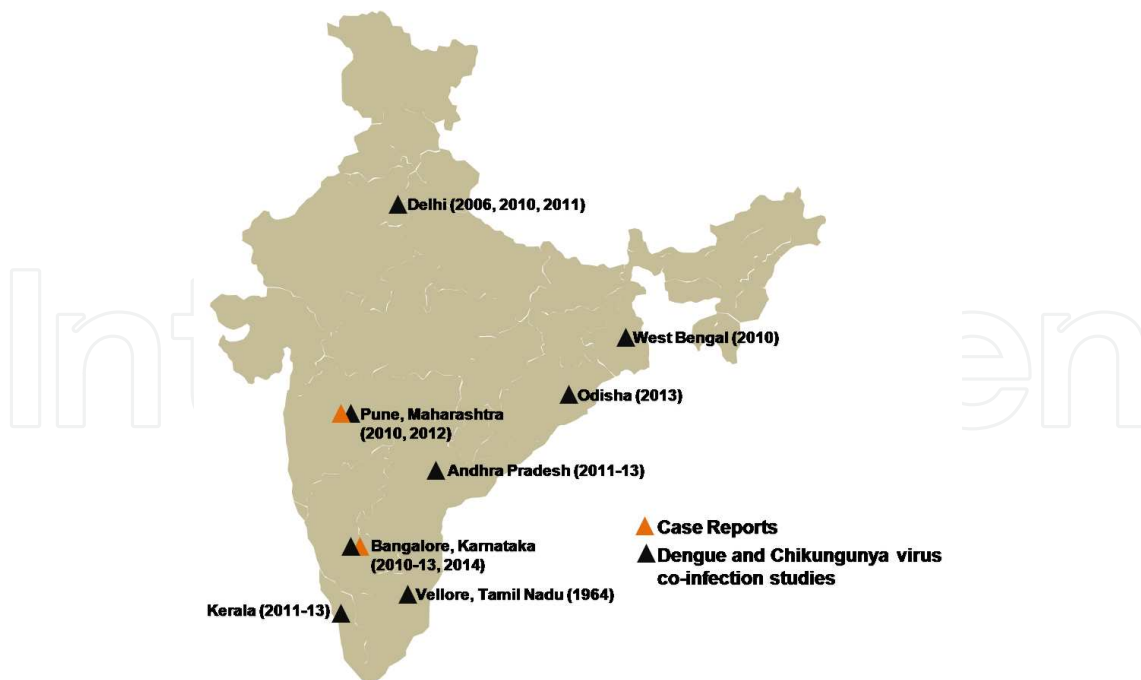 Delhi (2006, 2010, 2011)
West Bengal (2010)
Odisha (2013)
Pune, Maharashtra
(2010, 2012)
Andhra Pradesh (2011-13)
Case Reports
Dengue and Chikungunya virus
co-infection studies
Bangalore, Karnataka
(2010-13, 2014)
Vellore, Tamil Nadu (1964)
Kerala (2011-13)
Int
en